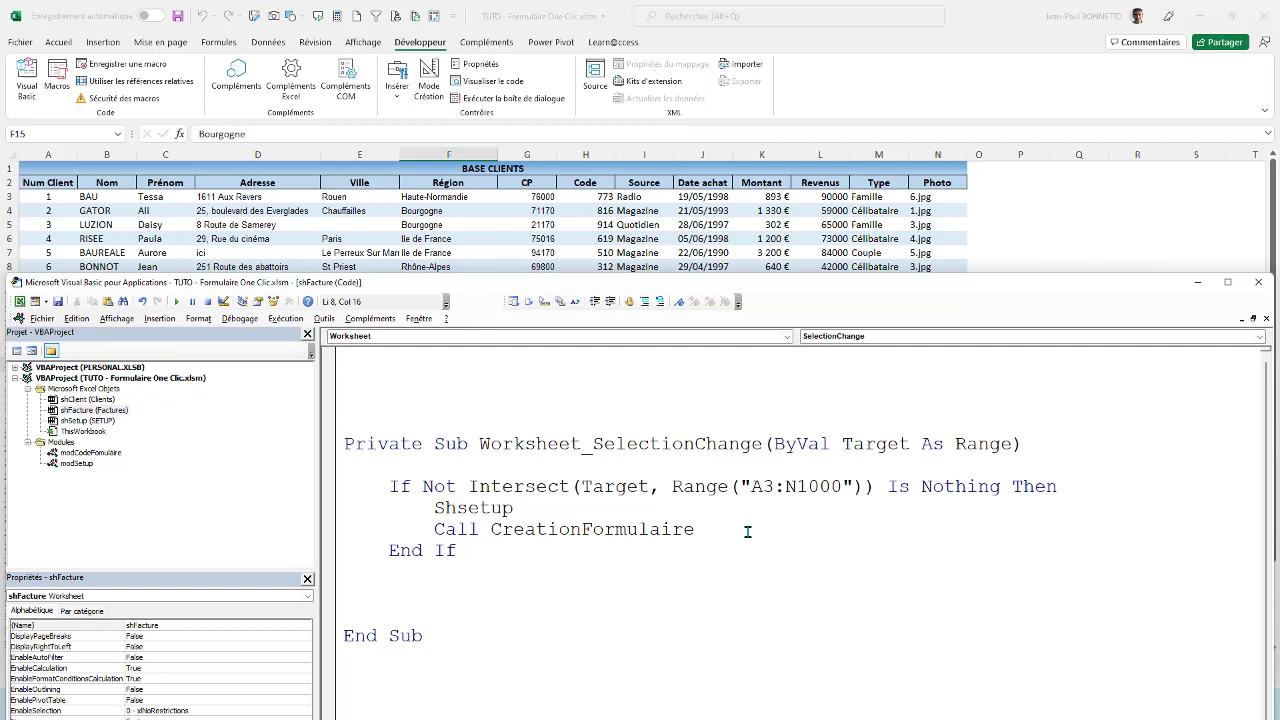 Enregistrement automatique
TUTO - Formulaire One Clic.xlsm
Rechercher (Alt+Q)
Jean-Paul BONNETTO
Fichier Accueil Insertion Mise en page Formules Données Révision Affichage Développeur Compléments Power Pivot Learn@ccess
Commentaires Partager
Visual Basic
Macros
Enregistrer une macro
Utiliser les références relatives
Sécurité des macros
Code
Compléments
Compléments Excel
Compléments COM
Compléments
Insérer
Mode Création
Propriétés
Visualiser le code
Exécuter la boîte de dialogue
Contrôles
Source
Propriétés du mappage
Kits d'extension
Actualiser les données
Importer
Exporter
XML
F15 fx Bourgogne
A B C D E F G H I J K L M N O P Q R S T
1 BASE CLIENTS
2 Num Client Nom Prénom Adresse Ville Région CP Code Source Date achat Montant Revenus Type Photo
3 1 BAU Tessa 1611 Aux Revers Rouen Haute-Normandie 76000 773 Radio 19/05/1998 893 € 90000 Famille 6.jpg
4 2 GATOR Ali 25, boulevard des Everglades Chauffailles Bourgogne 71170 816 Magazine 21/05/1993 1 330 € 59000 Célibataire 1.jpg
5 3 LUZION Daisy 8 Route de Samerey Bourgogne 21170 914 Quotidien 28/06/1997 302 € 65000 Famille 3.jpg
6 4 RISEE Paula 29, Rue du cinéma Paris Ile de France 75016 619 Magazine 05/06/1998 1 200 € 73000 Célibataire 4.jpg
7 5 BAUREALE Aurore ici Le Perreux Sur Mar Ile de France 94170 510 Magazine 22/06/1990 3 200 € 84000 Couple 5.jpg
8 6 BONNOT Jean 251 Route des abattoirs St Priest Rhône-Alpes 69800 312 Magazine 29/04/1997 640 € 42000 Célibataire 3.jpg
Microsoft Visual Basic pour Applications - TUTO - Formulaire One Clic.xlsm - [shFacture (Code)]
Li 8, Col 16
Fichier Edition Affichage Insertion Format Débogage Exécution Outils Compléments Fenêtre ?
Projet - VBAProject
VBAProject (PERSONAL.XLSB)
VBAProject (TUTO - Formulaire One Clic.xlsm)
Microsoft Excel Objets
shClient (Clients)
shFacture (Factures)
shSetup (SETUP)
ThisWorkbook
Modules
modCodeFomulaire
modSetup
Worksheet SelectionChange
Private Sub Worksheet_SelectionChange(ByVal Target As Range)
If Not Intersect(Target, Range("A3:N1000")) Is Nothing Then
Shsetup
Call CreationFormulaire
End If
End Sub
Propriétés - shFacture
shFacture Worksheet
Alphabétique Par catégorie
(Name) shFacture
DisplayPageBreaks False
DisplayRightToLeft False
EnableAutoFilter False
EnableCalculation True
EnableFormatConditionsCalculation True
EnableOutlining False
EnablePivotTable False
EnableSelection 0 - xlNoRestrictions